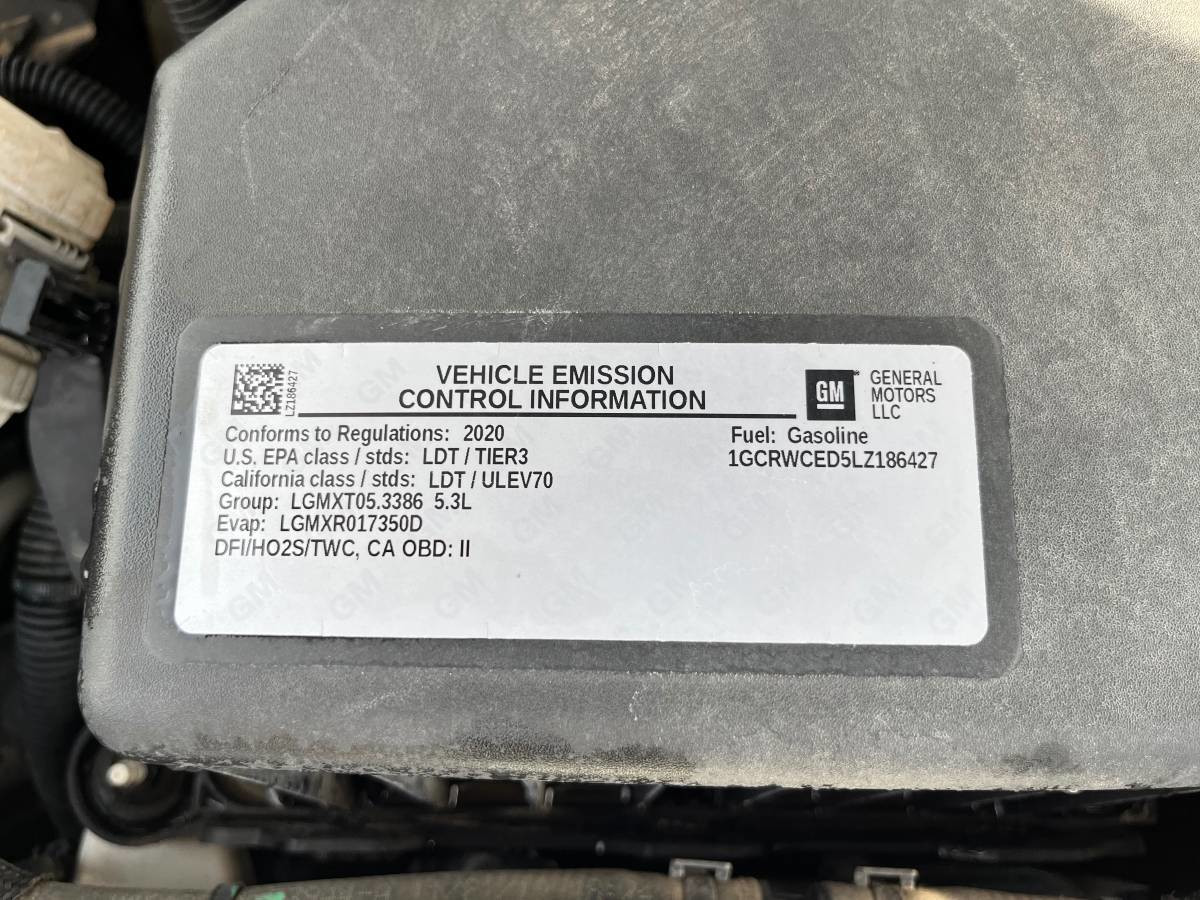 LZ186427
VEHICLE EMISSION
CONTROL INFORMATION
GM
GENERAL
MOTORS
LLC
Conforms to Regulations: 2020
U.S. EPA class / stds: LDT / TIER3
California class / stds: LDT / ULEV70
Group: LGMXT05.3386 5.3L
Evap: LGMXR017350D
DFI/HO2S/TWC, CA OBD: II
Fuel: Gasoline
1GCRWCED5LZ186427